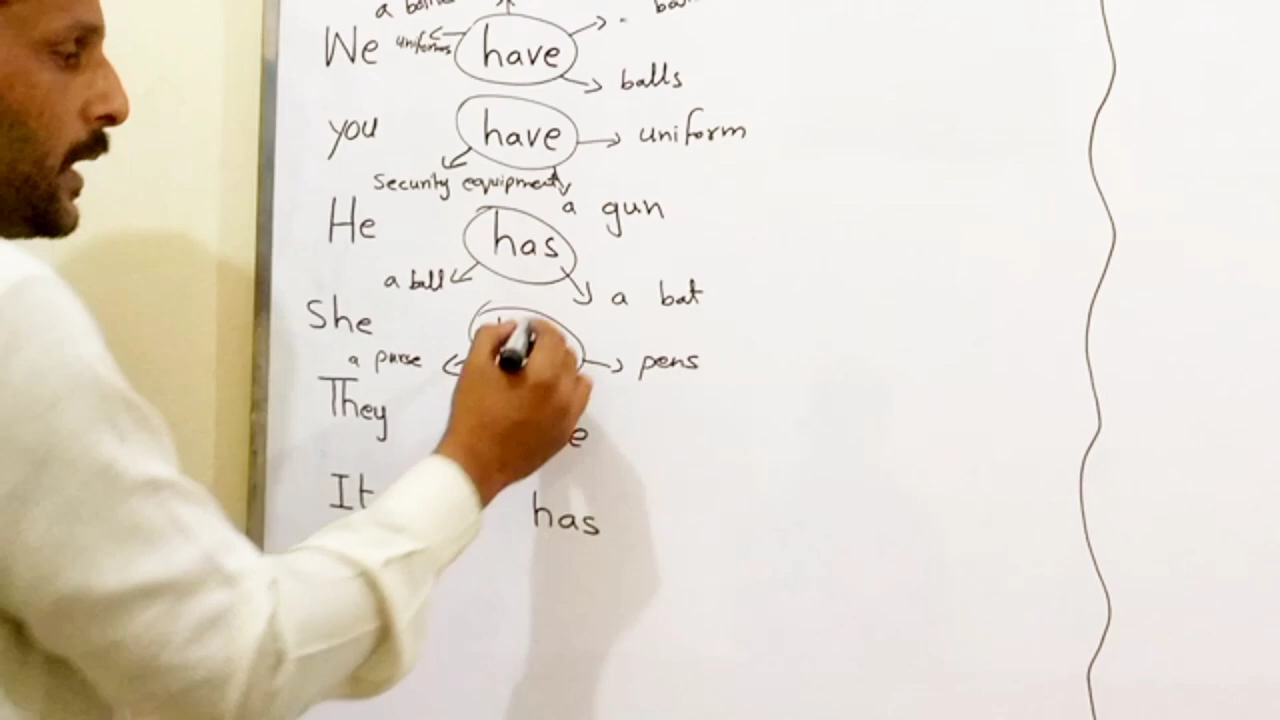 a
We uniforms have balls
you have uniform
Security equipment a gun
He has
a ball a bat
She
a purse pens
They
It has